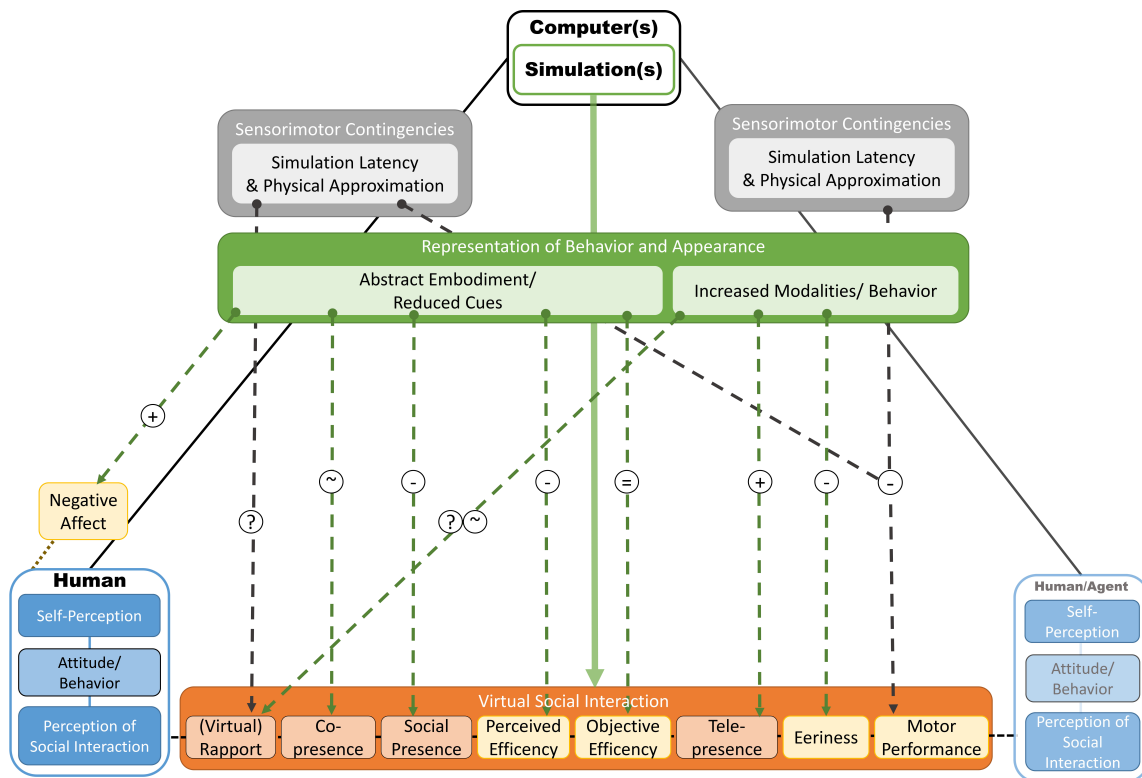 Computer(s)
Simulation(s)
Sensorimotor Contingencies
Simulation Latency
& Physical Approximation
Sensorimotor Contingencies
Simulation Latency
& Physical Approximation
Representation of Behavior and Appearance
Abstract Embodiment/
Reduced Cues
Increased Modalities/ Behavior
+
~
-
-
=
+
-
-
?
?
~
Negative
Affect
Human
Self-Perception
Attitude/
Behavior
Perception of
Social Interaction
Human/Agent
Self-
Perception
Attitude/
Behavior
Perception of
Social
Interaction
Virtual Social Interaction
(Virtual)
Rapport
Co-
presence
Social
Presence
Perceived
Efficency
Objective
Efficency
Tele-
presence
Eeriness
Motor
Performance